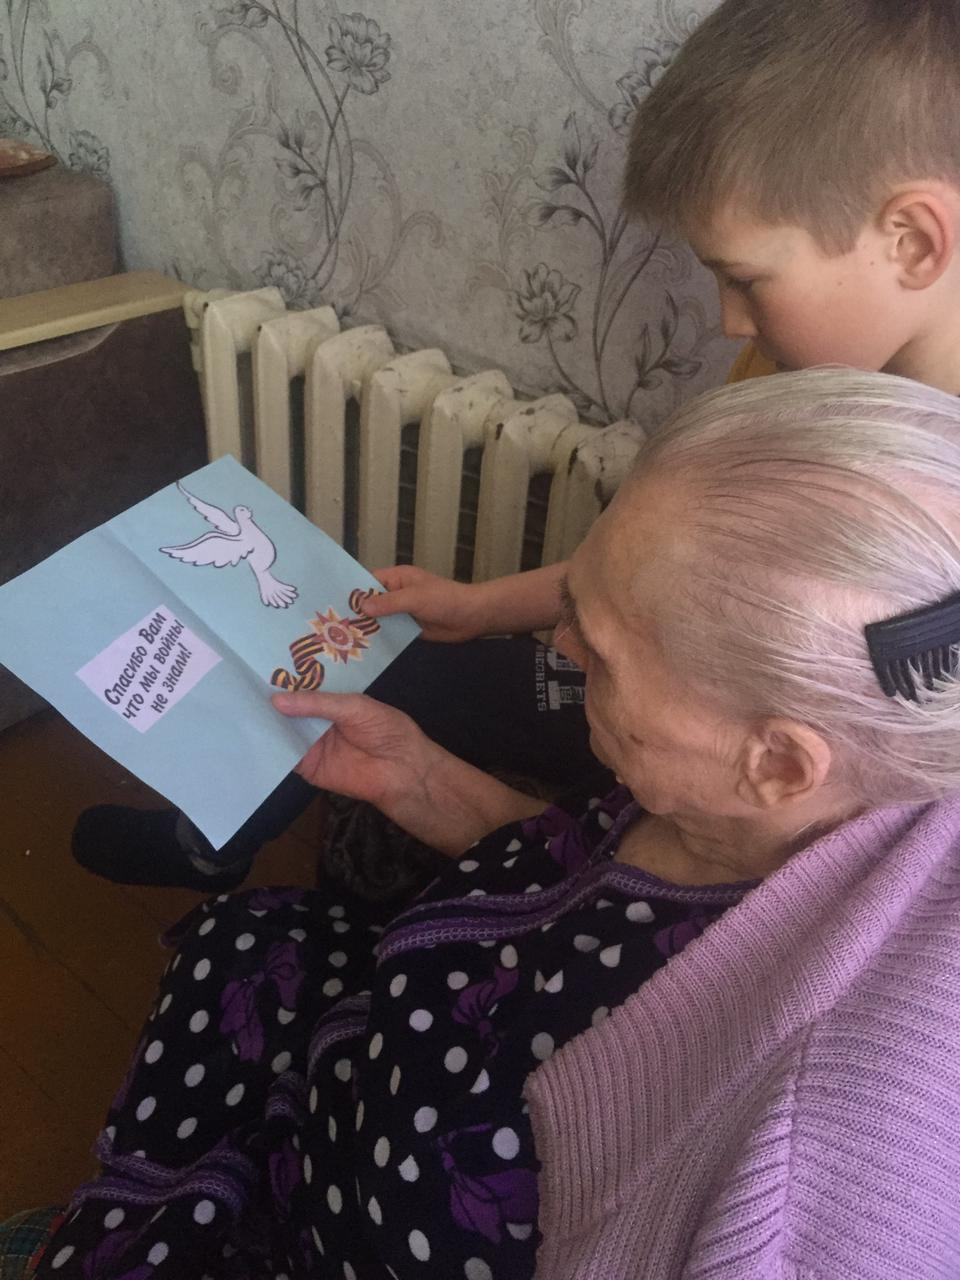 Спасибо Вам
что мы войны
не знали!